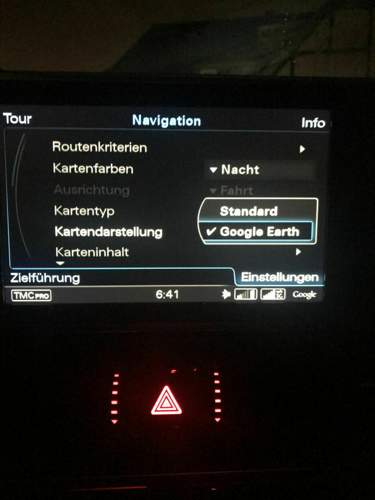 Tour Navigation Info
Routenkriterien
Kartenfarben Nacht
Ausrichtung Fahrt
Kartentyp Standard
Kartendarstellung Google Earth
Karteninhalt
Zielführung Einstellungen
TMC PRO 6:41 Google